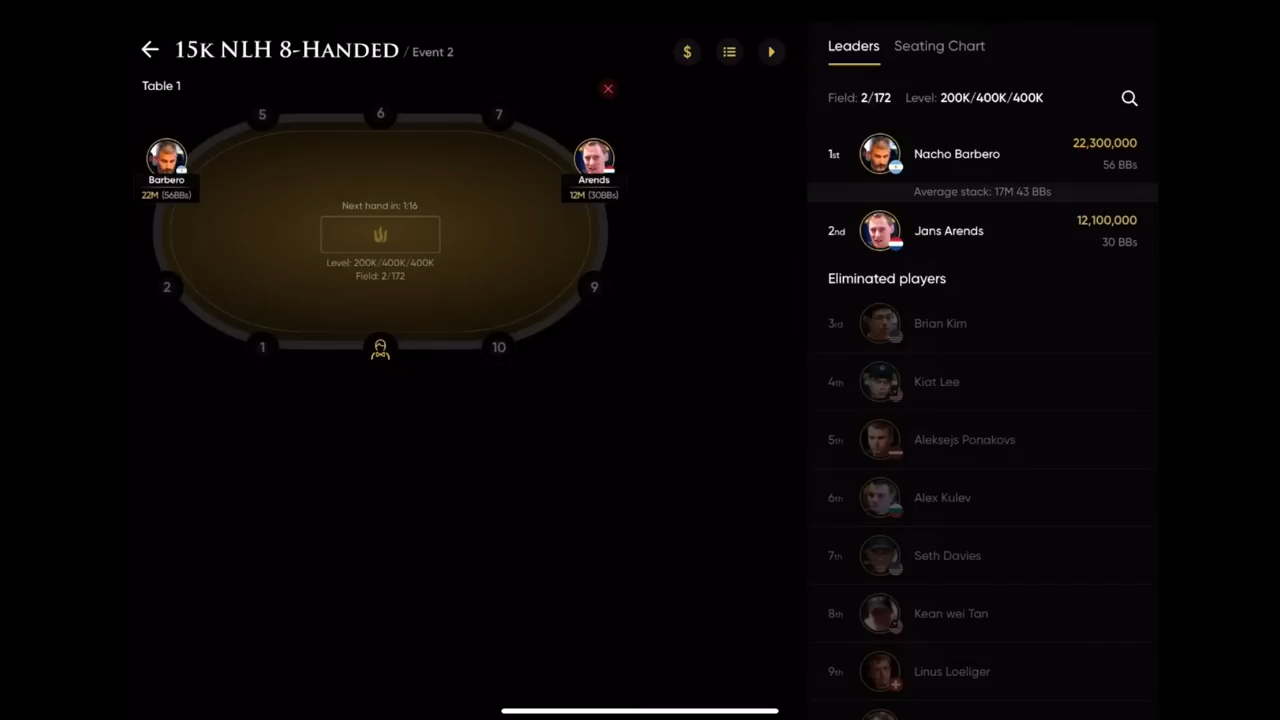 15K NLH 8-HANDED / Event 2
$
Table 1
5
6
7
Barbero
22M (56BBs)
Arends
12M (30BBs)
Next hand in: 1:16
Level: 200K/400K/400K
Field: 2/172
2
9
1
10
Leaders Seating Chart
Field: 2/172 Level: 200K/400K/400K
1st Nacho Barbero 22,300,000
56 BBs
Average stack: 17M 43 BBs
2nd Jans Arends 12,100,000
30 BBs
Eliminated players
3rd Brian Kim
4th Kiat Lee
5th Aleksejs Ponakovs
6th Alex Kulev
7th Seth Davies
8th Kean wei Tan
9th Linus Loeliger